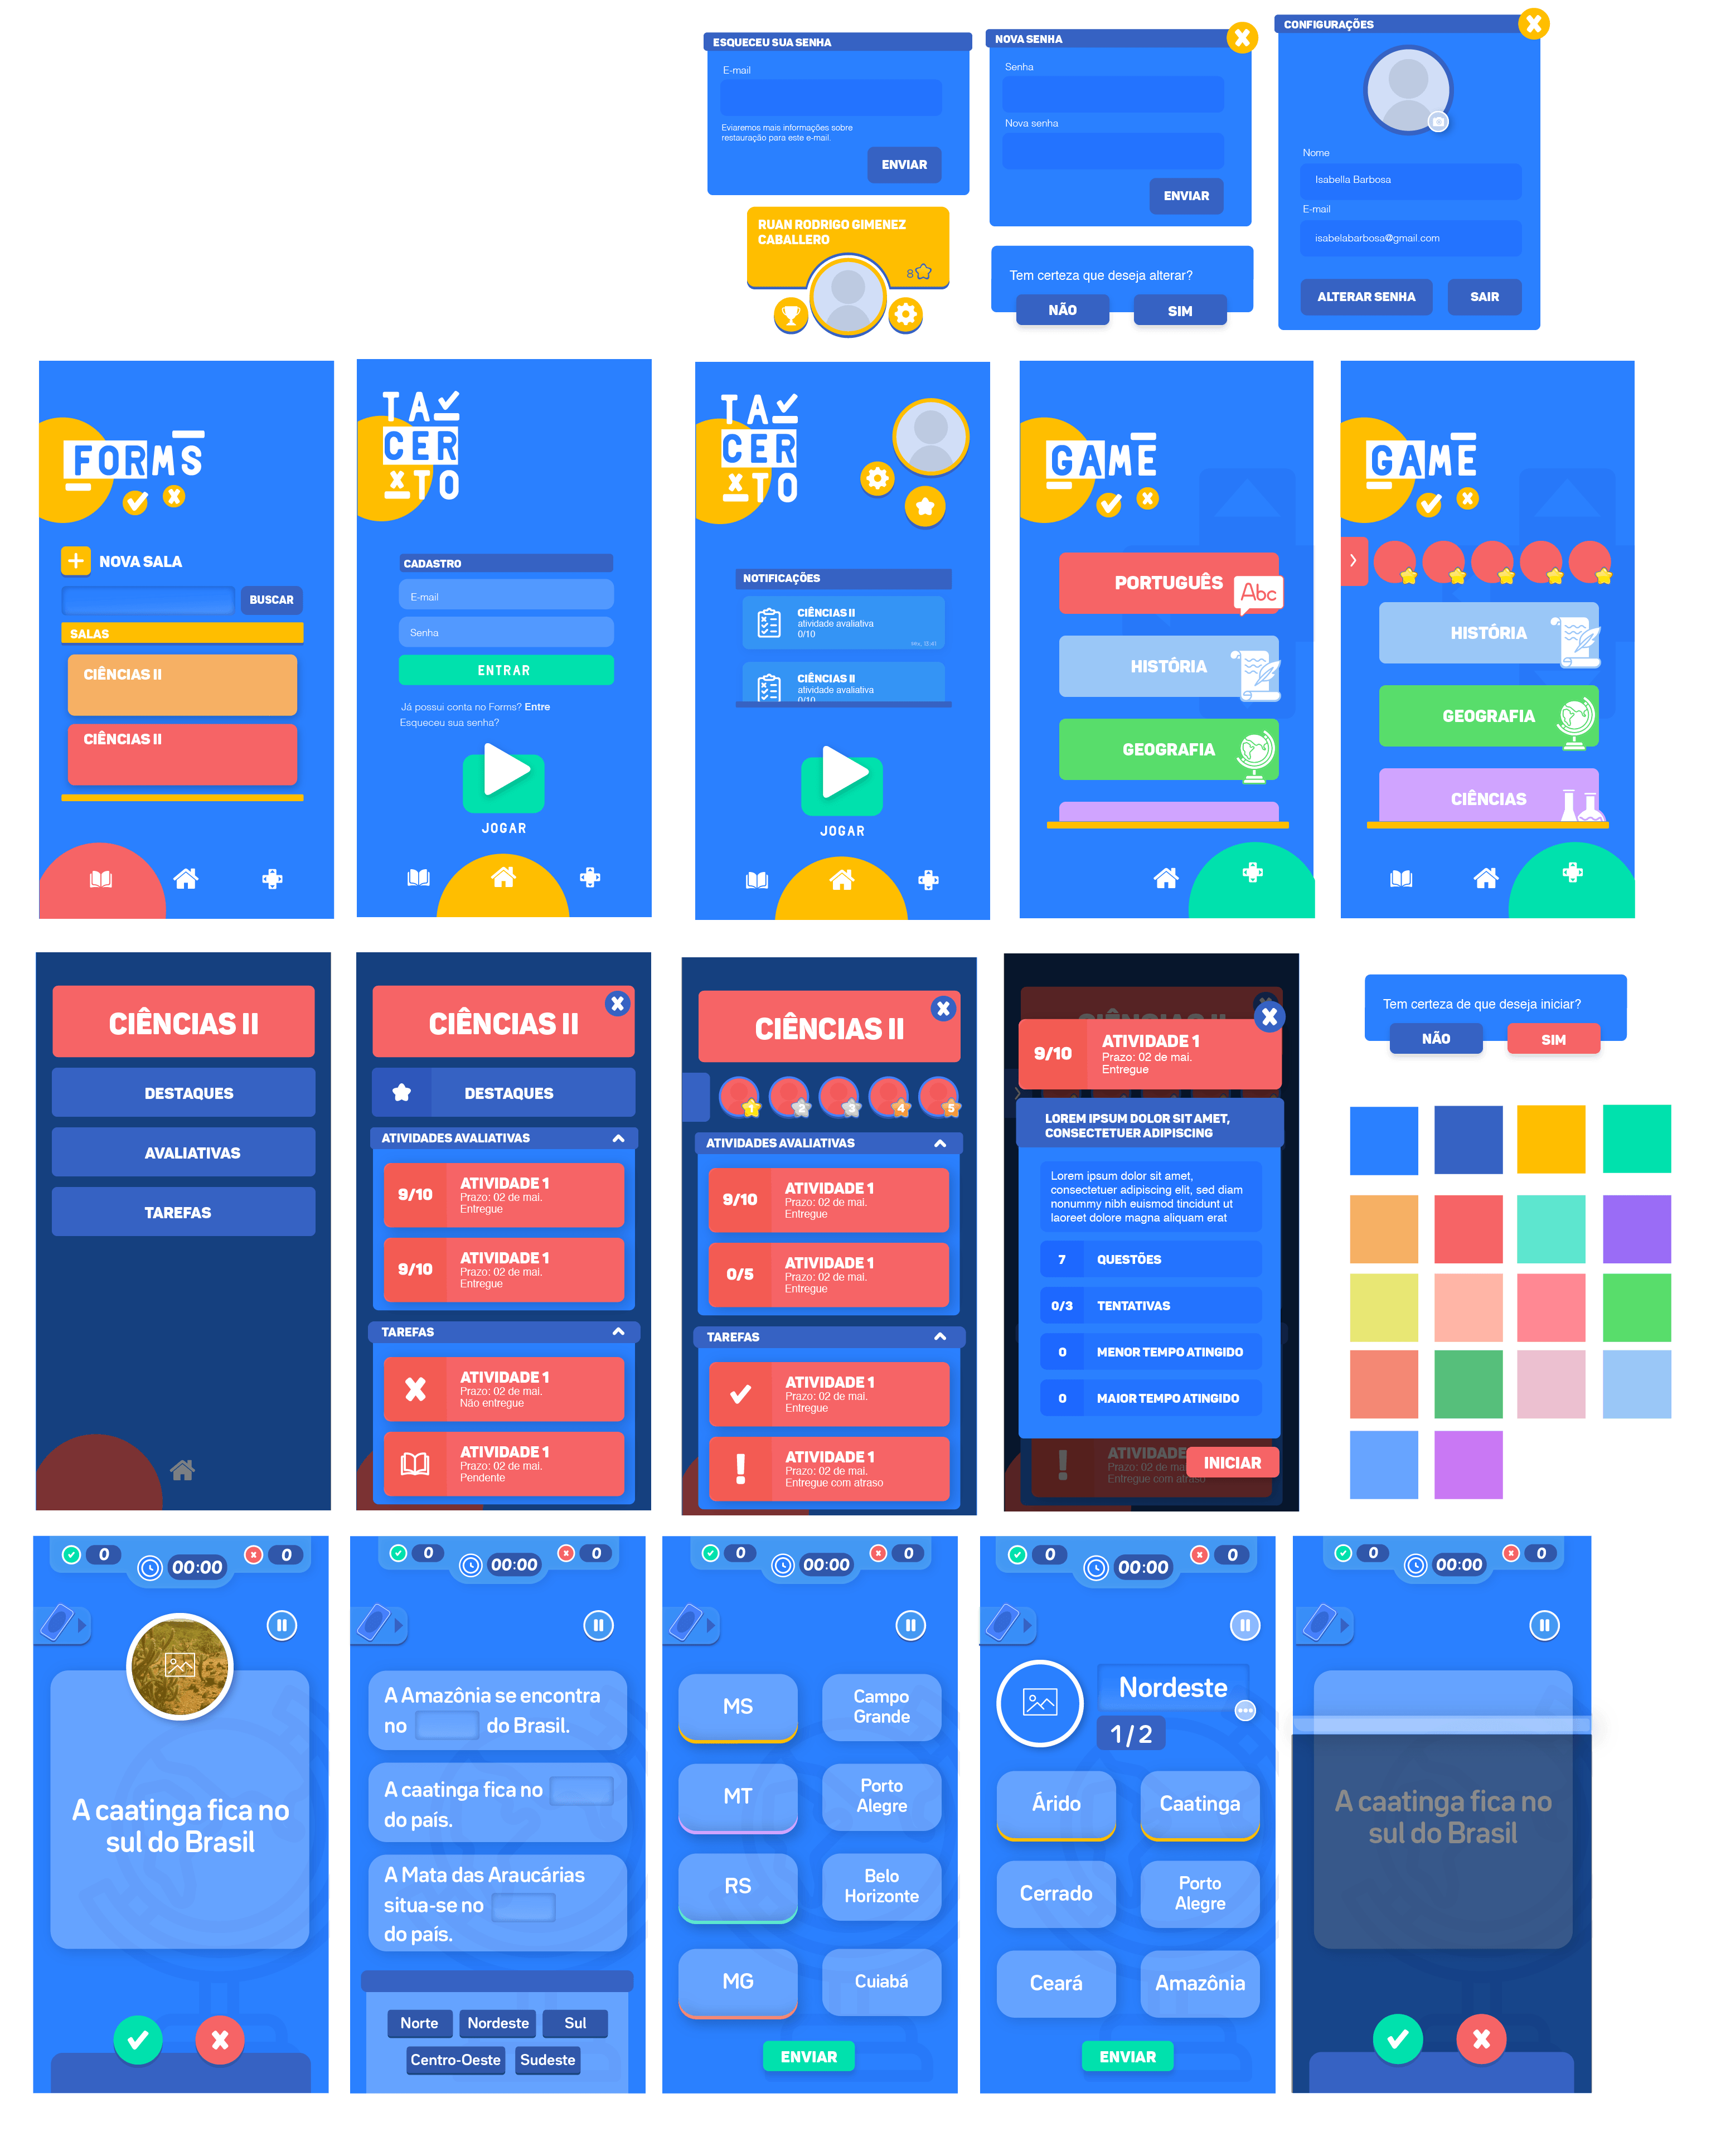 ESQUECEU SUA SENHA
E-mail
Eviaremos mais informações sobre
restauração para este e-mail.
ENVIAR
NOVA SENHA
Senha
Nova senha
ENVIAR
CONFIGURAÇÕES
Nome
Isabella Barbosa
E-mail
isabelabarbosa@gmail.com
ALTERAR SENHA
SAIR
RUAN RODRIGO GIMENEZ
CABALLERO
8
Tem certeza que deseja alterar?
NÃO
SIM
FORMS
NOVA SALA
BUSCAR
SALAS
CIÊNCIAS II
CIÊNCIAS II
TA
CER
TO
CADASTRO
E-mail
Senha
ENTRAR
Já possui conta no Forms? Entre
Esqueceu sua senha?
JOGAR
TA
CER
TO
NOTIFICAÇÕES
CIÊNCIAS II
atividade avaliativa
0/10
CIÊNCIAS II
atividade avaliativa
0/10
JOGAR
GAME
PORTUGUÊS
Abc
HISTÓRIA
GEOGRAFIA
GAME
HISTÓRIA
GEOGRAFIA
CIÊNCIAS
CIÊNCIAS II
DESTAQUES
AVALIATIVAS
TAREFAS
CIÊNCIAS II
DESTAQUES
ATIVIDADES AVALIATIVAS
9/10
ATIVIDADE 1
Prazo: 02 de mai.
Entregue
9/10
ATIVIDADE 1
Prazo: 02 de mai.
Entregue
TAREFAS
ATIVIDADE 1
Prazo: 02 de mai.
Não entregue
ATIVIDADE 1
Prazo: 02 de mai.
Pendente
CIÊNCIAS II
1
2
3
4
5
ATIVIDADES AVALIATIVAS
9/10
ATIVIDADE 1
Prazo: 02 de mai.
Entregue
0/5
ATIVIDADE 1
Prazo: 02 de mai.
Entregue
TAREFAS
ATIVIDADE 1
Prazo: 02 de mai.
Entregue
!
ATIVIDADE 1
Prazo: 02 de mai.
Entregue com atraso
CIÊNCIAS II
9/10
ATIVIDADE 1
Prazo: 02 de mai.
Entregue
LOREM IPSUM DOLOR SIT AMET,
CONSECTETUER ADIPISCING
Lorem ipsum dolor sit amet,
consectetuer adipiscing elit, sed diam
nonummy nibh euismod tincidunt ut
laoreet dolore magna aliquam erat
7
QUESTÕES
0/3
TENTATIVAS
0
MENOR TEMPO ATINGIDO
0
MAIOR TEMPO ATINGIDO
!
ATIVIDADE
Prazo: 02 de ma
Entregue com atraso
INICIAR
Tem certeza de que deseja iniciar?
NÃO
SIM
0
00:00
0
A caatinga fica no
sul do Brasil
0
00:00
0
A Amazônia se encontra
no do Brasil.
A caatinga fica no
do país.
A Mata das Araucárias
situa-se no
do país.
Norte
Nordeste
Sul
Centro-Oeste
Sudeste
0
00:00
0
MS
Campo
Grande
MT
Porto
Alegre
RS
Belo
Horizonte
MG
Cuiabá
ENVIAR
0
00:00
0
Nordeste
1/2
Árido
Caatinga
Cerrado
Porto
Alegre
Ceará
Amazônia
ENVIAR
0
00:00
0
A caatinga fica no
sul do Brasil